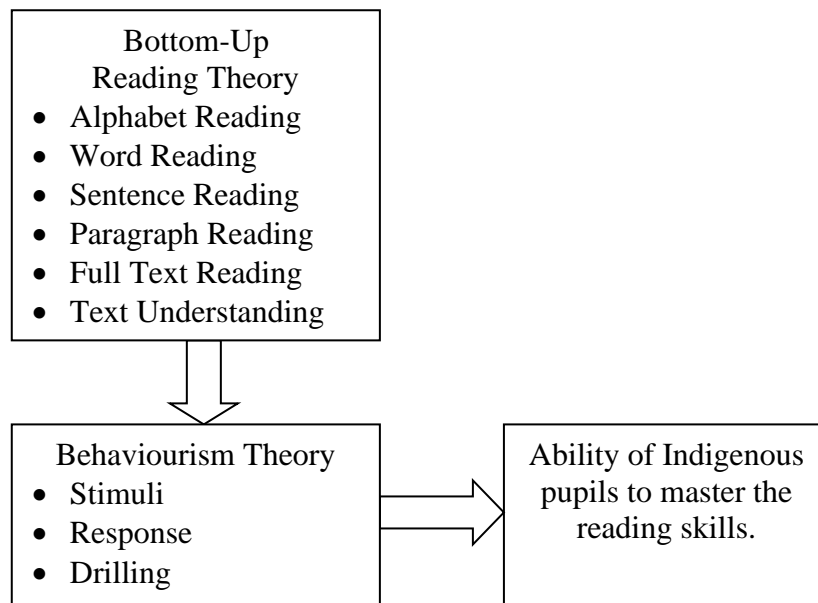 Bottom-Up
Reading Theory
• Alphabet Reading
• Word Reading
• Sentence Reading
• Paragraph Reading
• Full Text Reading
• Text Understanding
Behaviourism Theory
• Stimuli
• Response
• Drilling
Ability of Indigenous
pupils to master the
reading skills.